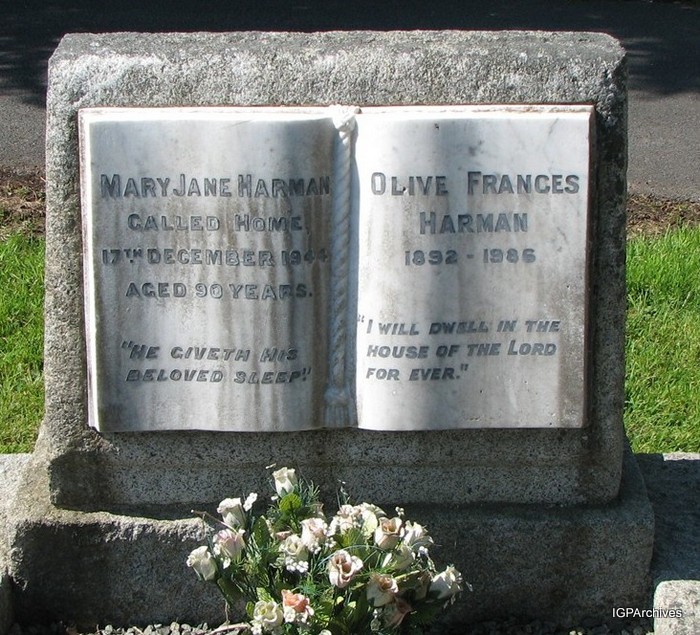 MARY JANE HARMAN
CALLED HOME,
17TH DECEMBER 1944
AGED 90 YEARS.
"HE GIVETH HIS
BELOVED SLEEP."
OLIVE FRANCES
HARMAN
1892 - 1986
"I WILL DWELL IN THE
HOUSE OF THE LORD
FOR EVER."
IGPArchives